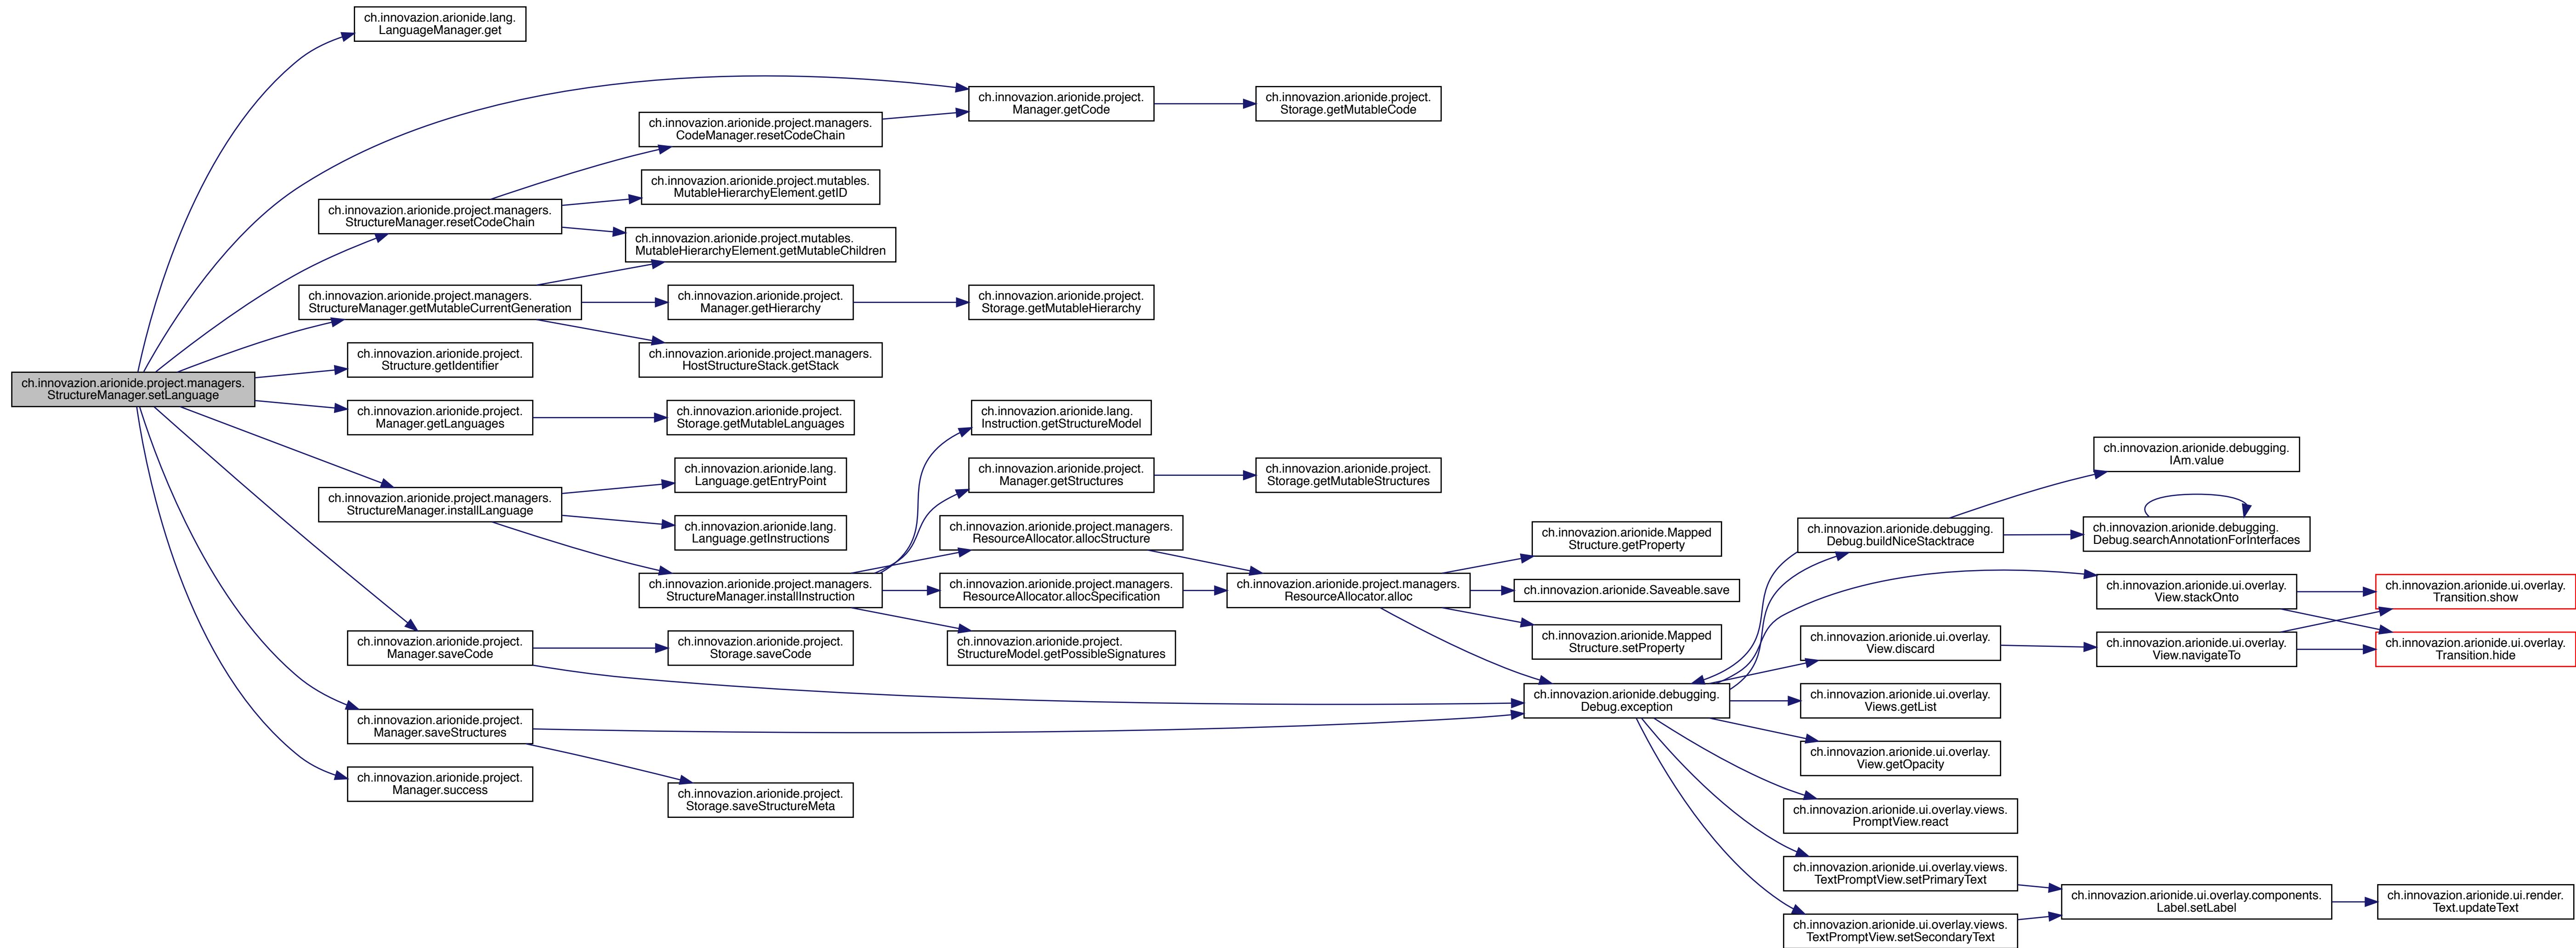 ch.innovazion.arionide.project.managers.
StructureManager.setLanguage
ch.innovazion.arionide.lang.
LanguageManager.get
ch.innovazion.arionide.project.managers.
StructureManager.resetCodeChain
ch.innovazion.arionide.project.managers.
StructureManager.getMutableCurrentGeneration
ch.innovazion.arionide.project.
Structure.getIdentifier
ch.innovazion.arionide.project.
Manager.getLanguages
ch.innovazion.arionide.project.managers.
StructureManager.installLanguage
ch.innovazion.arionide.project.
Manager.saveCode
ch.innovazion.arionide.project.
Manager.saveStructures
ch.innovazion.arionide.project.
Manager.success
ch.innovazion.arionide.project.managers.
CodeManager.resetCodeChain
ch.innovazion.arionide.project.mutables.
MutableHierarchyElement.getID
ch.innovazion.arionide.project.mutables.
MutableHierarchyElement.getMutableChildren
ch.innovazion.arionide.project.
Manager.getHierarchy
ch.innovazion.arionide.project.managers.
HostStructureStack.getStack
ch.innovazion.arionide.project.
Storage.getMutableLanguages
ch.innovazion.arionide.lang.
Language.getEntryPoint
ch.innovazion.arionide.lang.
Language.getInstructions
ch.innovazion.arionide.project.managers.
StructureManager.installInstruction
ch.innovazion.arionide.project.
Storage.saveCode
ch.innovazion.arionide.project.
Storage.saveStructureMeta
ch.innovazion.arionide.project.
Manager.getCode
ch.innovazion.arionide.project.
Storage.getMutableHierarchy
ch.innovazion.arionide.lang.
Instruction.getStructureModel
ch.innovazion.arionide.project.
Manager.getStructures
ch.innovazion.arionide.project.managers.
ResourceAllocator.allocStructure
ch.innovazion.arionide.project.managers.
ResourceAllocator.allocSpecification
ch.innovazion.arionide.project.
StructureModel.getPossibleSignatures
ch.innovazion.arionide.project.
Storage.getMutableCode
ch.innovazion.arionide.project.
Storage.getMutableStructures
ch.innovazion.arionide.project.managers.
ResourceAllocator.alloc
ch.innovazion.arionide.Mapped
Structure.getProperty
ch.innovazion.arionide.Saveable.save
ch.innovazion.arionide.Mapped
Structure.setProperty
ch.innovazion.arionide.debugging.
Debug.exception
ch.innovazion.arionide.debugging.
Debug.buildNiceStacktrace
ch.innovazion.arionide.ui.overlay.
View.discard
ch.innovazion.arionide.ui.overlay.
Views.getList
ch.innovazion.arionide.ui.overlay.
View.getOpacity
ch.innovazion.arionide.ui.overlay.views.
PromptView.react
ch.innovazion.arionide.ui.overlay.views.
TextPromptView.setPrimaryText
ch.innovazion.arionide.ui.overlay.views.
TextPromptView.setSecondaryText
ch.innovazion.arionide.debugging.
IAm.value
ch.innovazion.arionide.debugging.
Debug.searchAnnotationForInterfaces
ch.innovazion.arionide.ui.overlay.
View.stackOnto
ch.innovazion.arionide.ui.overlay.
View.navigateTo
ch.innovazion.arionide.ui.overlay.components.
Label.setLabel
ch.innovazion.arionide.ui.overlay.
Transition.show
ch.innovazion.arionide.ui.overlay.
Transition.hide
ch.innovazion.arionide.ui.render.
Text.updateText